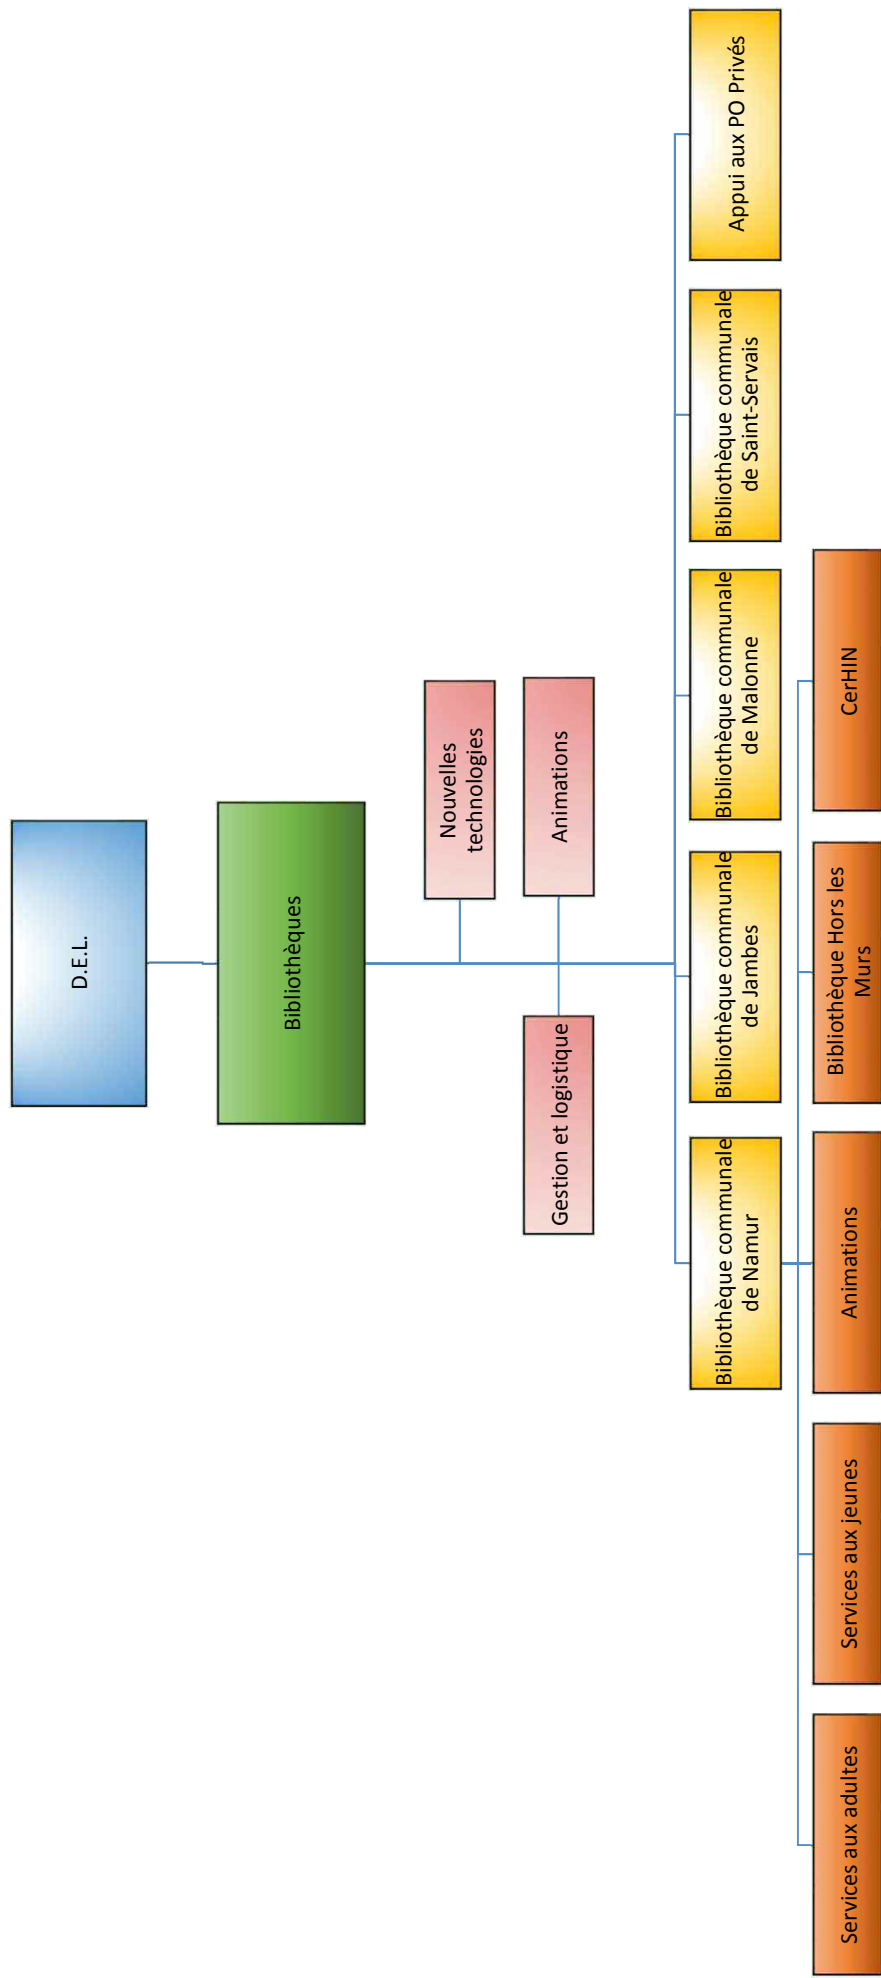 D.E.L.
Bibliothèques
Nouvelles
technologies
Gestion et logistique
Animations
Bibliothèque communale
de Namur
Bibliothèque communale
de Jambes
Bibliothèque communale
de Malonne
Bibliothèque communale
de Saint-Servais
Appui aux PO Privés
Services aux adultes
Services aux jeunes
Animations
Bibliothèque Hors les
Murs
CerHIN